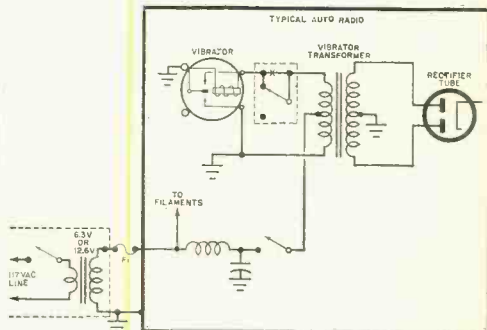 TYPICAL AUTO RADIO
VIBRATOR
X
VIBRATOR
TRANSFORMER
RECTIFIER
TUBE
TO
FILAMENTS
6.3V
OR
12.6V
117VAC
LINE